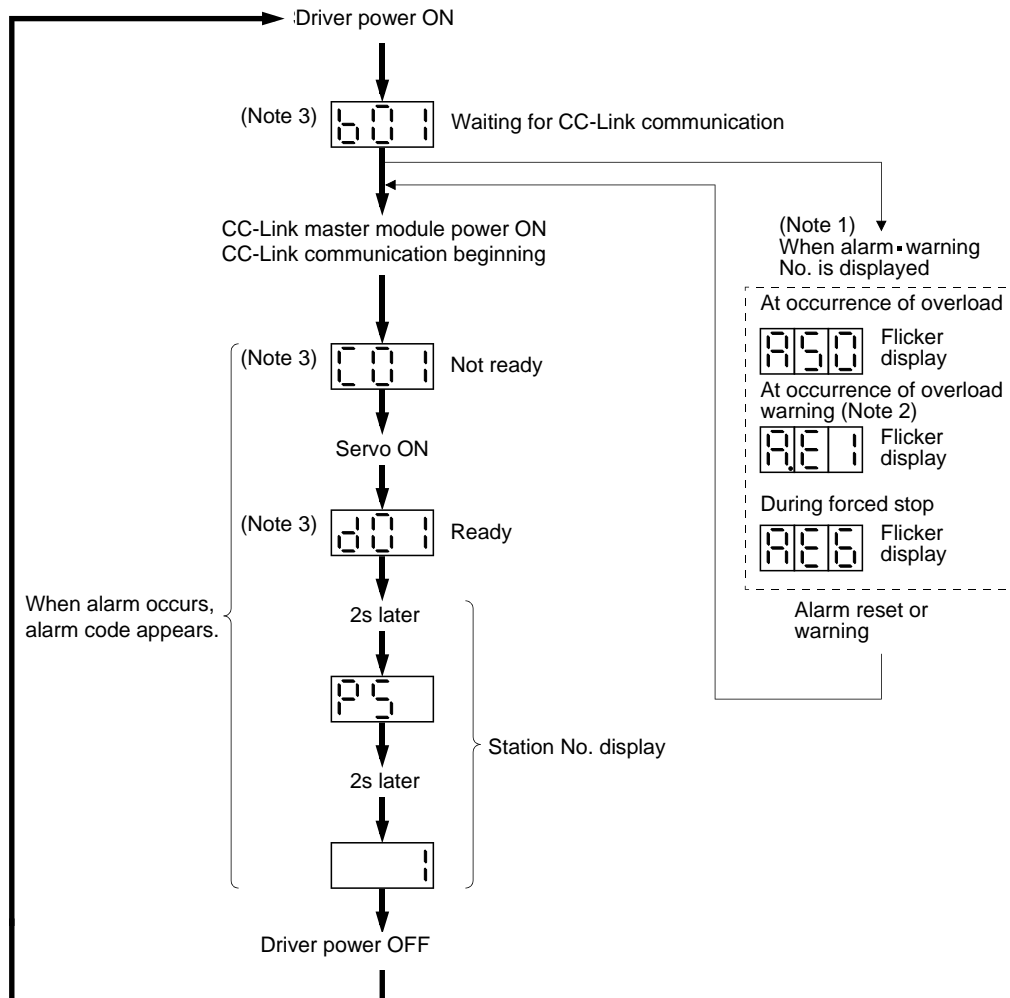 Driver power ON
(Note 3)
b01
Waiting for CC-Link communication
CC-Link master module power ON
CC-Link communication beginning
(Note 1)
When alarm▪warning
No. is displayed
At occurrence of overload
A50
Flicker
display
At occurrence of overload
warning (Note 2)
A.E1
Flicker
display
During forced stop
AE6
Flicker
display
Alarm reset or
warning
(Note 3)
C01
Not ready
Servo ON
(Note 3)
d01
Ready
When alarm occurs,
alarm code appears.
2s later
PS
Station No. display
2s later
1
Driver power OFF